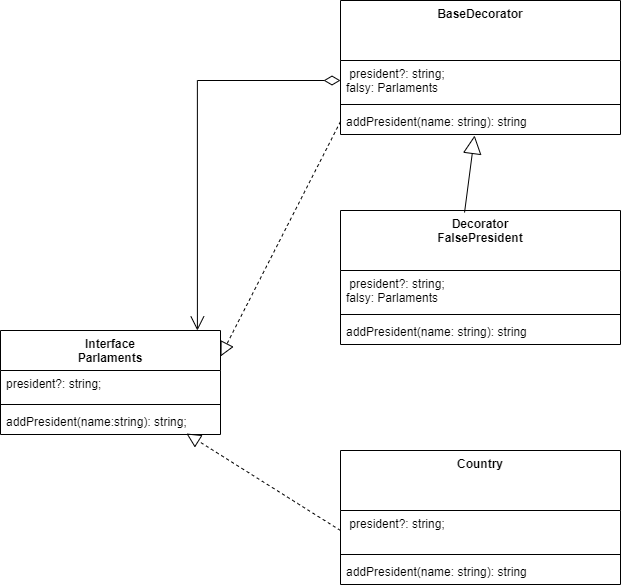 BaseDecorator
president?: string;
falsy: Parlaments
addPresident(name: string): string
Decorator
FalsePresident
president?: string;
falsy: Parlaments
addPresident(name: string): string
Interface
Parlaments
president?: string;
addPresident(name:string): string;
Country
president?: string;
addPresident(name: string): string